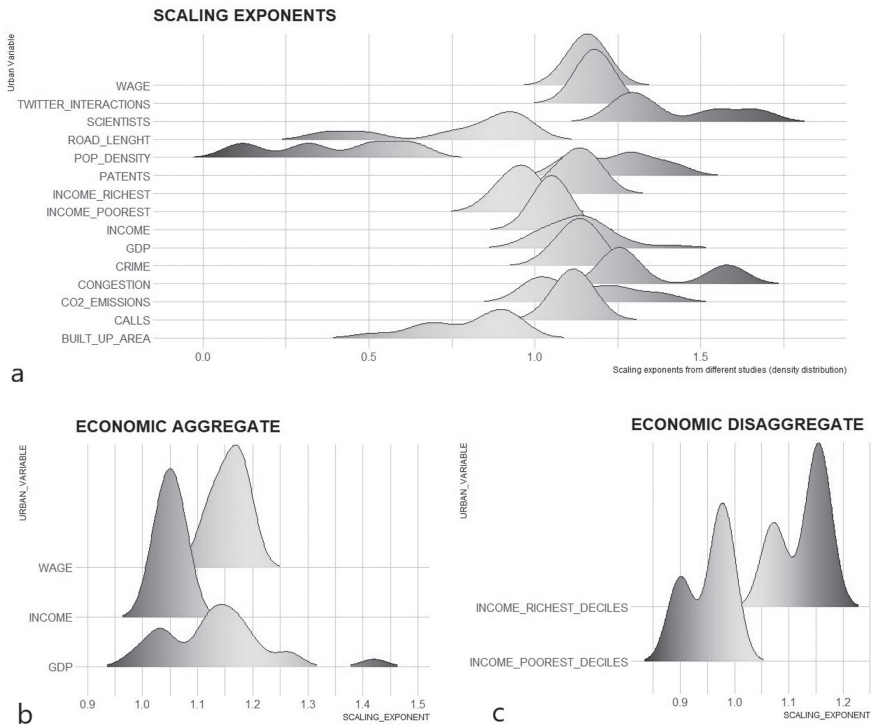 SCALING EXPONENTS
Urban Variable
WAGE
TWITTER_INTERACTIONS
SCIENTISTS
ROAD_LENGHT
POP_DENSITY
PATENTS
INCOME_RICHEST
INCOME_POOREST
INCOME
GDP
CRIME
CONGESTION
CO2_EMISSIONS
CALLS
BUILT_UP_AREA
0.0 0.5 1.0 1.5
Scaling exponents from different studies (density distribution)
a
ECONOMIC AGGREGATE
URBAN_VARIABLE
WAGE
INCOME
GDP
0.9 1.0 1.1 1.2 1.3 1.4 1.5
SCALING_EXPONENT
b
ECONOMIC DISAGGREGATE
URBAN_VARIABLE
INCOME_RICHEST_DECILES
INCOME_POOREST_DECILES
0.9 1.0 1.1 1.2
SCALING_EXPONENT
c